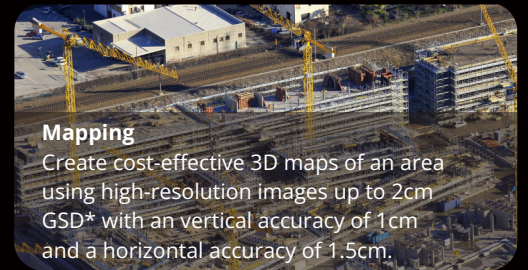 Mapping
Create cost-effective 3D maps of an area
using high-resolution images up to 2cm
GSD* with an vertical accuracy of 1cm
and a horizontal accuracy of 1.5cm.